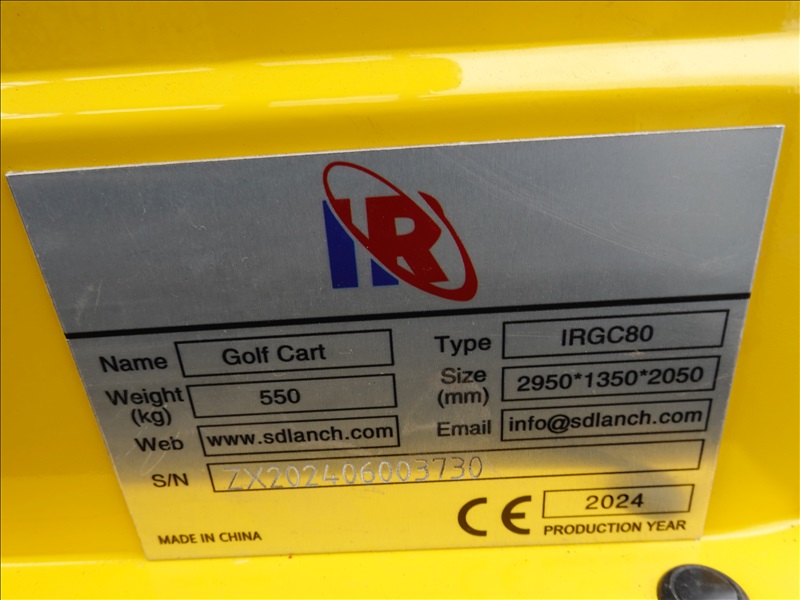 IR
Name Golf Cart Type IRGC80
Weight (kg) 550 Size (mm) 2950*1350*2050
Web www.sdlanch.com Email info@sdlanch.com
S/N ZX202406003730
CE 2024
MADE IN CHINA PRODUCTION YEAR